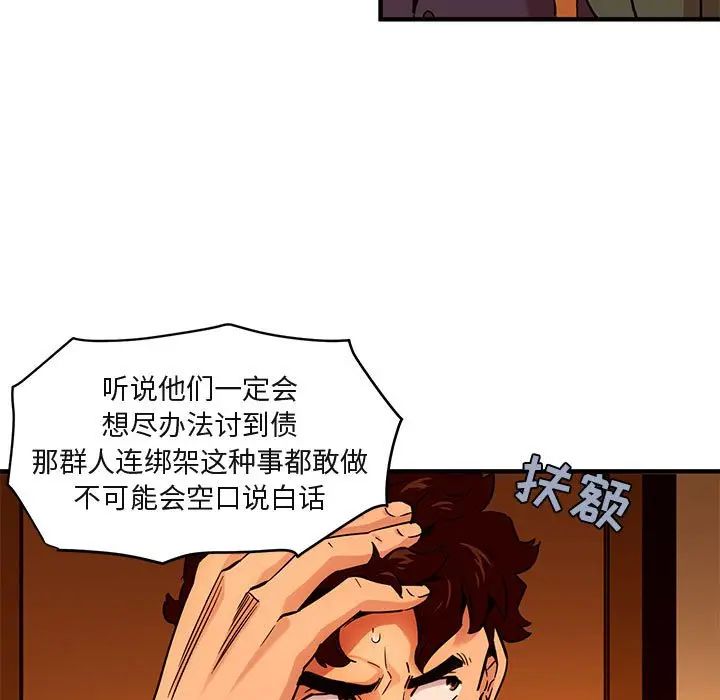 听说他们一定会
想尽办法讨到债
那群人连绑架这种事都敢做
不可能会空口说白话
扶额